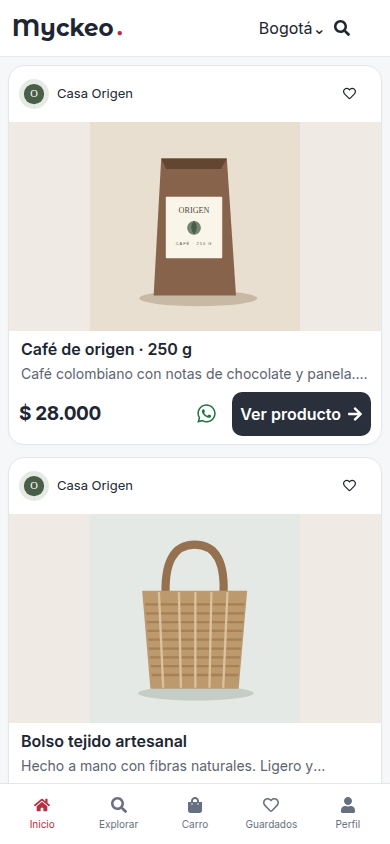 Myckeo.
Bogotá
O
Casa Origen
ORIGEN
CAFÉ · 250 G
Café de origen · 250 g
Café colombiano con notas de chocolate y panela....
$ 28.000
Ver producto
O
Casa Origen
Bolso tejido artesanal
Hecho a mano con fibras naturales. Ligero y...
Inicio
Explorar
Carro
Guardados
Perfil